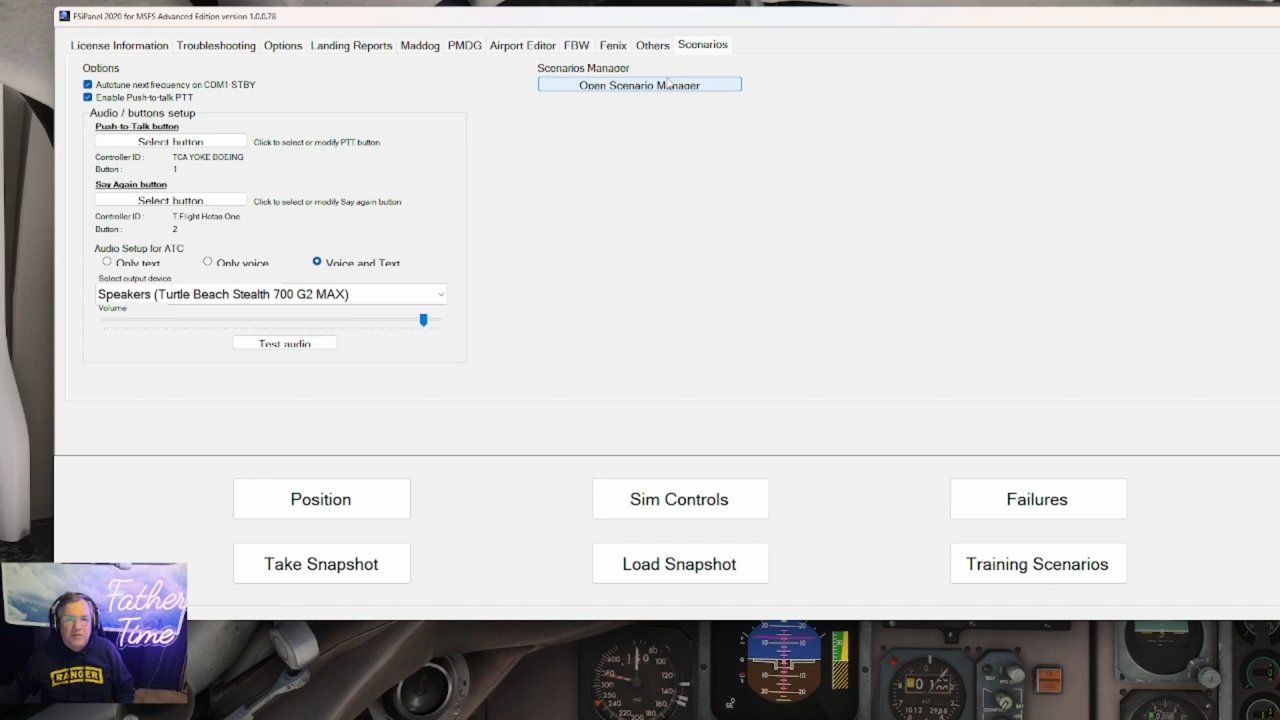 FSiPanel 2020 for MSFS Advanced Edition version 1.0.0.78
License Information Troubleshooting Options Landing Reports Maddog PMDG Airport Editor FBW Fenix Others Scenarios
Options
Autotune next frequency on COM1-STBY
Enable Push-to-talk PTT
Audio / buttons setup
Push-to-Talk button
Select button Click to select or modify PTT button
Controller ID : TCA YOKE BOEING
Button : 1
Say Again button
Select button Click to select or modify Say again button
Controller ID : T.Flight Hotas One
Button : 2
Audio Setup for ATC
Only text Only voice Voice and Text
Select output device
Speakers (Turtle Beach Stealth 700 G2 MAX)
Volume
Test audio
Scenarios Manager
Open Scenario Manager
Position Sim Controls Failures
Take Snapshot Load Snapshot Training Scenarios
Father
Time
RANGER